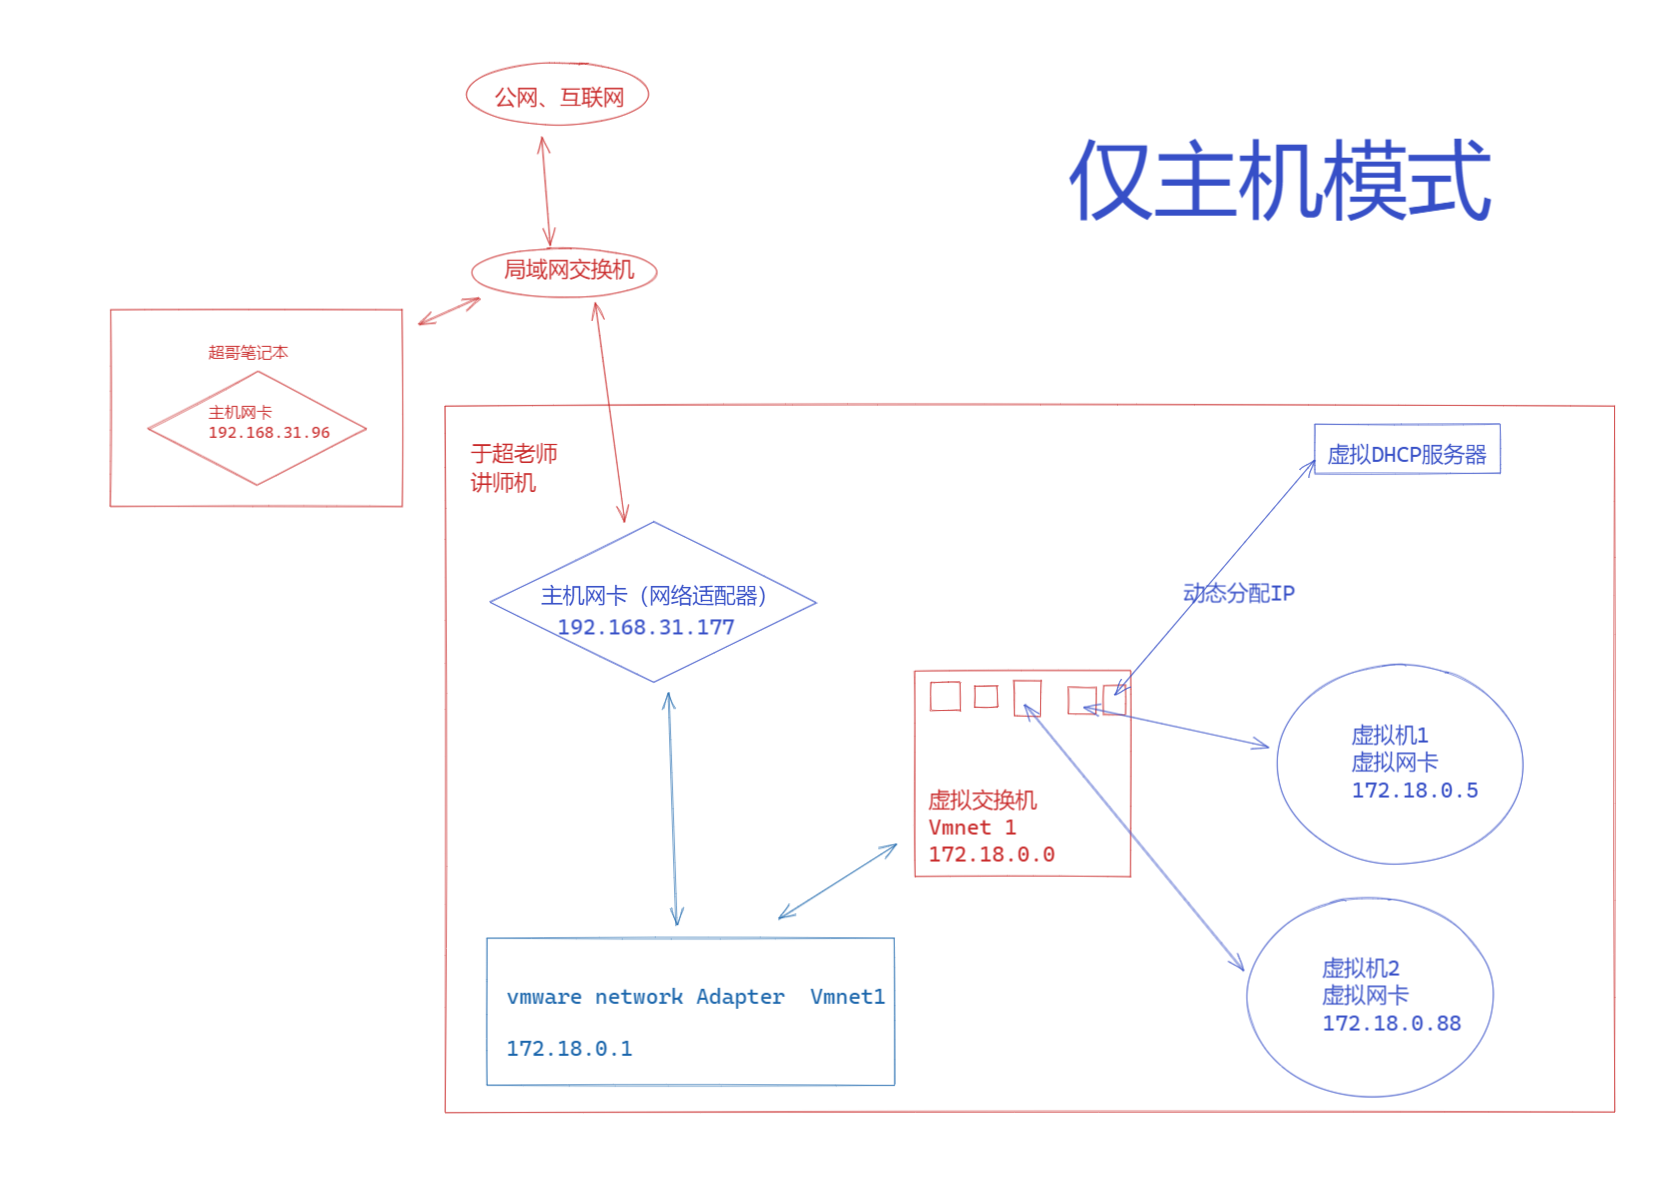 公网、互联网
仅主机模式
局域网交换机
超哥笔记本
主机网卡
192.168.31.96
于超老师
讲师机
虚拟DHCP服务器
主机网卡（网络适配器）
192.168.31.177
动态分配IP
虚拟机1
虚拟网卡
172.18.0.5
虚拟交换机
Vmnet 1
172.18.0.0
虚拟机2
虚拟网卡
172.18.0.88
vmware network Adapter  Vmnet1
172.18.0.1